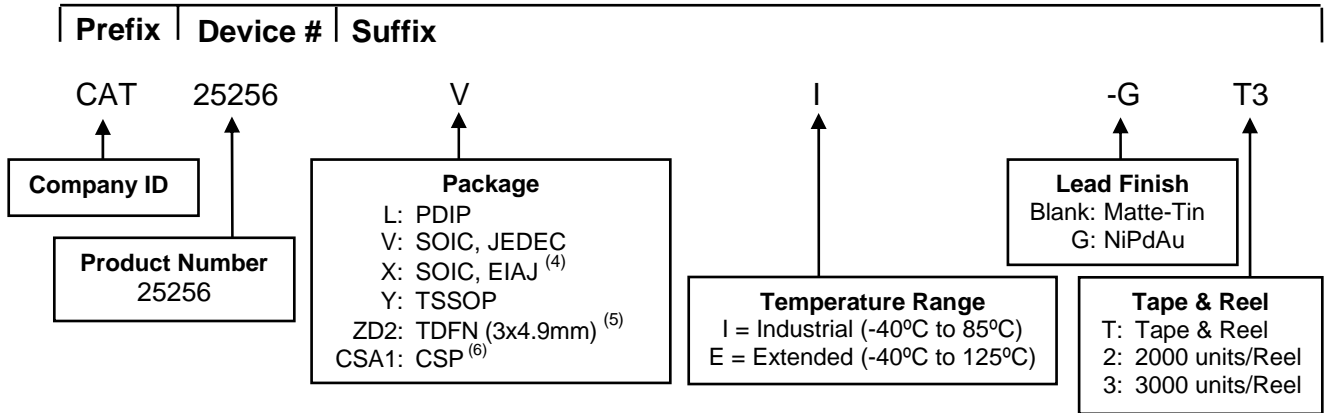 Prefix Device # Suffix
CAT 25256 V I -G T3
Company ID
Product Number
25256
Package
L: PDIP
V: SOIC, JEDEC
X: SOIC, EIAJ (4)
Y: TSSOP
ZD2: TDFN (3x4.9mm) (5)
CSA1: CSP (6)
Temperature Range
I = Industrial (-40ºC to 85ºC)
E = Extended (-40ºC to 125ºC)
Lead Finish
Blank: Matte-Tin
G: NiPdAu
Tape & Reel
T: Tape & Reel
2: 2000 units/Reel
3: 3000 units/Reel